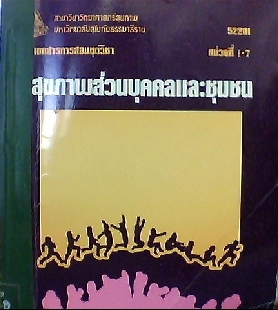 สาขาวิชาวิทยาศาสตร์สุขภาพ
มหาวิทยาลัยสุโขทัยธรรมาธิราช
52201
เอกสารการสอนชุดวิชา
หน่วยที่ 1-7
สุขภาพส่วนบุคคลและชุมชน